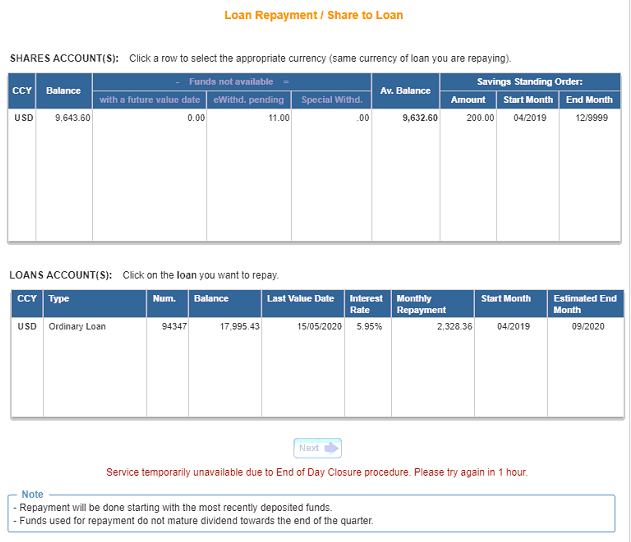 Loan Repayment / Share to Loan
SHARES ACCOUNT(S): Click a row to select the appropriate currency (same currency of loan you are repaying).
CCY Balance - Funds not available = Av. Balance Savings Standing Order:
with a future value date eWithd. pending Special Withd. Amount Start Month End Month
USD 9,643.60 0.00 11.00 .00 9,632.60 200.00 04/2019 12/9999
LOANS ACCOUNT(S): Click on the loan you want to repay.
CCY Type Num. Balance Last Value Date Interest Monthly Start Month Estimated End
Rate Repayment Month
USD Ordinary Loan 94347 17,995.43 15/05/2020 5.95% 2,328.36 04/2019 09/2020
Next
Service temporarily unavailable due to End of Day Closure procedure. Please try again in 1 hour.
Note
- Repayment will be done starting with the most recently deposited funds.
- Funds used for repayment do not mature dividend towards the end of the quarter.